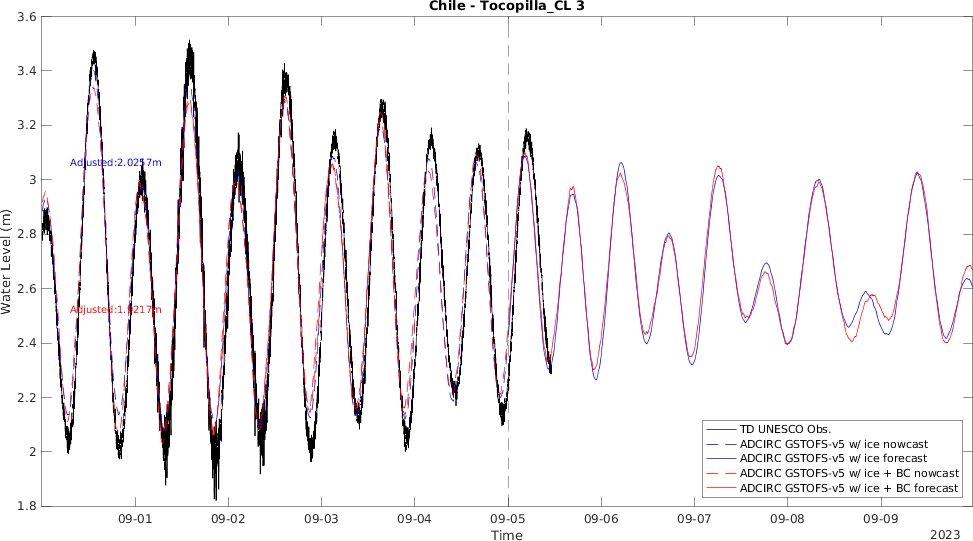 Chile - Tocopilla_CL 3
3.6
3.4
3.2
3
2.8
2.6
2.4
2.2
2
1.8
Water Level (m)
Adjusted:2.0257m
Adjusted:1.9217m
TD UNESCO Obs.
ADCIRC GSTOFS-v5 w/ ice nowcast
ADCIRC GSTOFS-v5 w/ ice forecast
ADCIRC GSTOFS-v5 w/ ice + BC nowcast
ADCIRC GSTOFS-v5 w/ ice + BC forecast
09-01 09-02 09-03 09-04 09-05 09-06 09-07 09-08 09-09
Time
2023